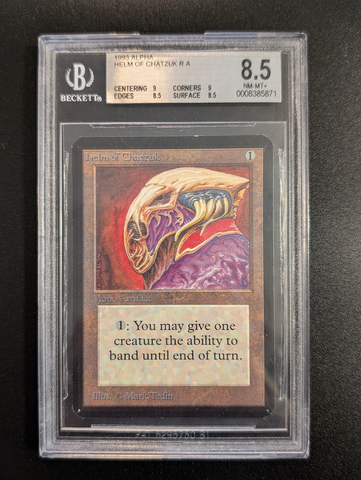 1993 ALPHA
HELM OF CHATZUK R A
CENTERING 9 CORNERS 9
EDGES 8.5 SURFACE 8.5
8.5
NM-MT+
0008385871
B
BECKETT®
Helm of Chatzuk
1
Mono Artifact
1: You may give one
creature the ability to
band until end of turn.
Illus: © Mark Tedin